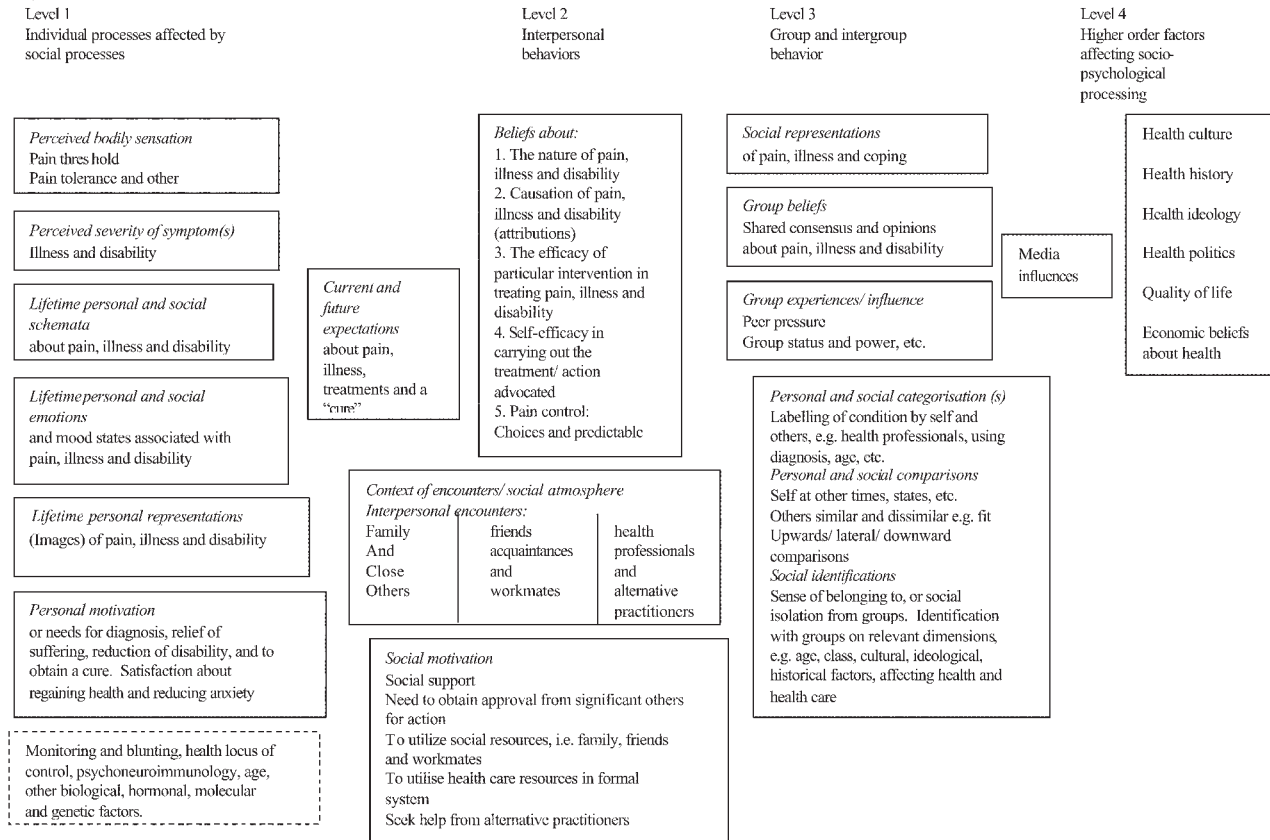 Level 1
Individual processes affected by
social processes
Level 2
Interpersonal
behaviors
Level 3
Group and intergroup
behavior
Level 4
Higher order factors
affecting socio-
psychological
processing
Perceived bodily sensation
Pain thres hold
Pain tolerance and other
Perceived severity of symptom(s)
Illness and disability
Lifetime personal and social
schemata
about pain, illness and disability
Lifetime personal and social
emotions
and mood states associated with
pain, illness and disability
Lifetime personal representations
(Images) of pain, illness and disability
Personal motivation
or needs for diagnosis, relief of
suffering, reduction of disability, and to
obtain a cure. Satisfaction about
regaining health and reducing anxiety
Monitoring and blunting, health locus of
control, psychoneuroimmunology, age,
other biological, hormonal, molecular
and genetic factors.
Current and
future
expectations
about pain,
illness,
treatments and a
“cure”
Beliefs about:
1. The nature of pain,
illness and disability
2. Causation of pain,
illness and disability
(attributions)
3. The efficacy of
particular intervention in
treating pain, illness and
disability
4. Self-efficacy in
carrying out the
treatment/ action
advocated
5. Pain control:
Choices and predictable
Context of encounters/ social atmosphere
Interpersonal encounters:
Family
And
Close
Others
friends
acquaintances
and
workmates
health
professionals
and
alternative
practitioners
Social motivation
Social support
Need to obtain approval from significant others
for action
To utilize social resources, i.e. family, friends
and workmates
To utilise health care resources in formal
system
Seek help from alternative practitioners
Social representations
of pain, illness and coping
Group beliefs
Shared consensus and opinions
about pain, illness and disability
Group experiences/ influence
Peer pressure
Group status and power, etc.
Personal and social categorisation (s)
Labelling of condition by self and
others, e.g. health professionals, using
diagnosis, age, etc.
Personal and social comparisons
Self at other times, states, etc.
Others similar and dissimilar e.g. fit
Upwards/ lateral/ downward
comparisons
Social identifications
Sense of belonging to, or social
isolation from groups. Identification
with groups on relevant dimensions,
e.g. age, class, cultural, ideological,
historical factors, affecting health and
health care
Media
influences
Health culture
Health history
Health ideology
Health politics
Quality of life
Economic beliefs
about health